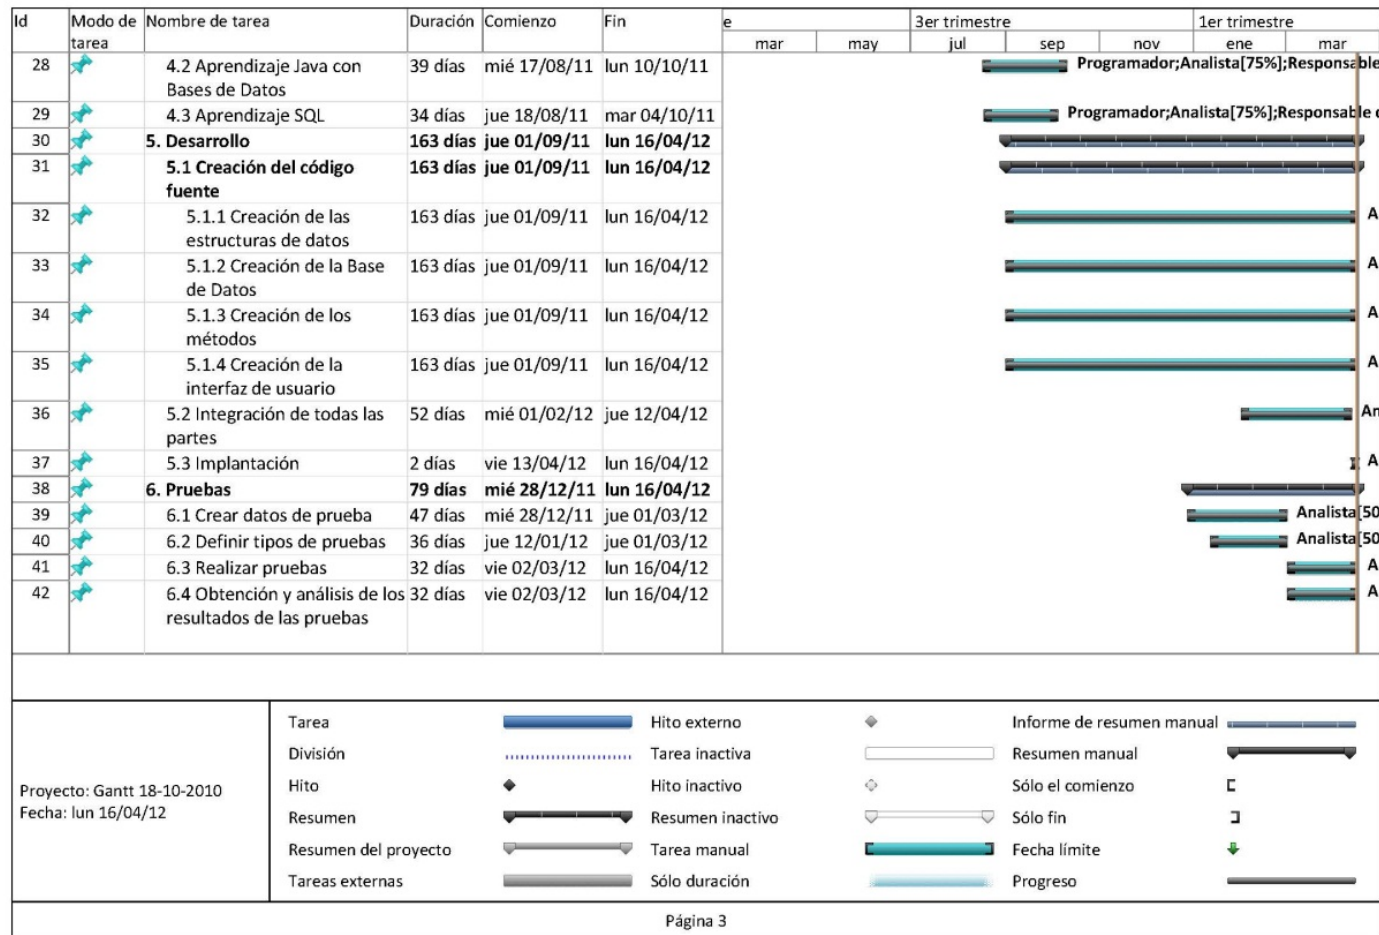 Id Modo de Nombre de tarea Duración Comienzo Fin e 3er trimestre 1er trimestre
tarea mar may jul sep nov ene mar
28 4.2 Aprendizaje Java con 39 días mié 17/08/11 lun 10/10/11 Programador;Analista[75%];Responsable
Bases de Datos
29 4.3 Aprendizaje SQL 34 días jue 18/08/11 mar 04/10/11 Programador;Analista[75%];Responsable
30 5. Desarrollo 163 días jue 01/09/11 lun 16/04/12
31 5.1 Creación del código 163 días jue 01/09/11 lun 16/04/12
fuente
32 5.1.1 Creación de las 163 días jue 01/09/11 lun 16/04/12 A
estructuras de datos
33 5.1.2 Creación de la Base 163 días jue 01/09/11 lun 16/04/12 A
de Datos
34 5.1.3 Creación de los 163 días jue 01/09/11 lun 16/04/12 A
métodos
35 5.1.4 Creación de la 163 días jue 01/09/11 lun 16/04/12 A
interfaz de usuario
36 5.2 Integración de todas las 52 días mié 01/02/12 jue 12/04/12 An
partes
37 5.3 Implantación 2 días vie 13/04/12 lun 16/04/12 A
38 6. Pruebas 79 días mié 28/12/11 lun 16/04/12
39 6.1 Crear datos de prueba 47 días mié 28/12/11 jue 01/03/12 Analista[50
40 6.2 Definir tipos de pruebas 36 días jue 12/01/12 jue 01/03/12 Analista[50
41 6.3 Realizar pruebas 32 días vie 02/03/12 lun 16/04/12 A
42 6.4 Obtención y análisis de los 32 días vie 02/03/12 lun 16/04/12 A
resultados de las pruebas
Proyecto: Gantt 18-10-2010
Fecha: lun 16/04/12
Tarea Hito externo Informe de resumen manual
División Tarea inactiva Resumen manual
Hito Hito inactivo Sólo el comienzo
Resumen Resumen inactivo Sólo fin
Resumen del proyecto Tarea manual Fecha límite
Tareas externas Sólo duración Progreso
Página 3